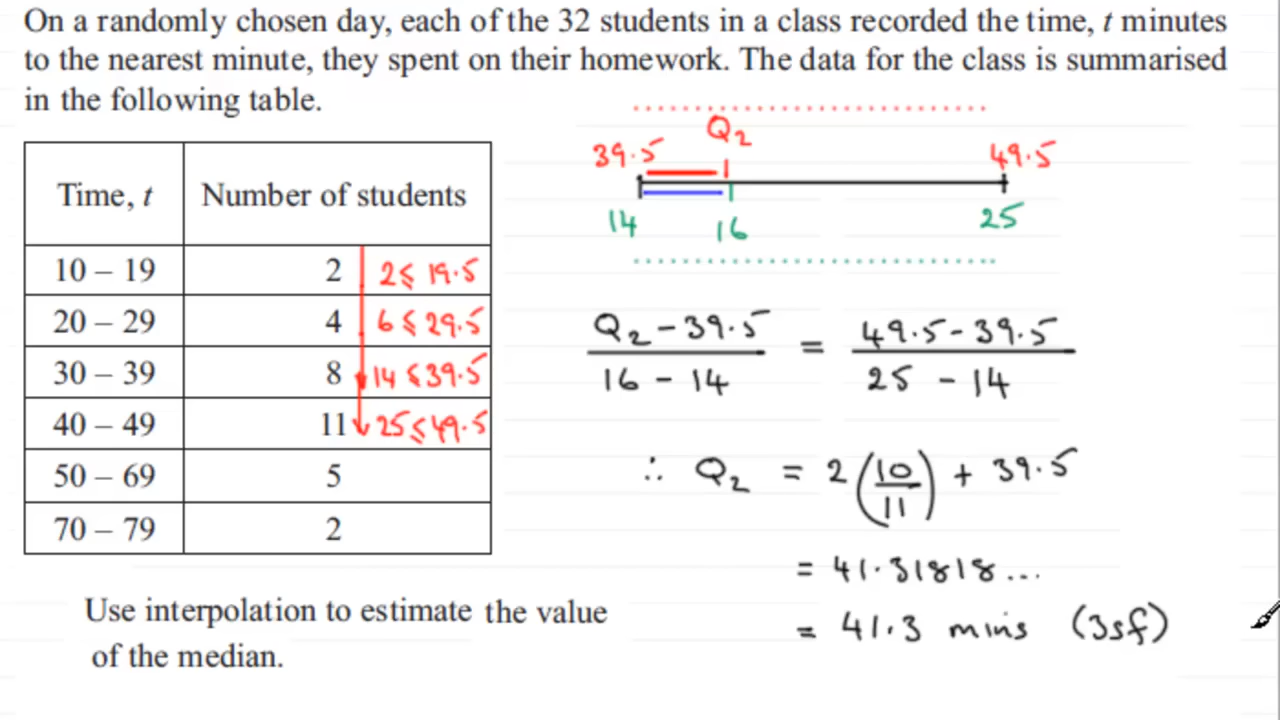 On a randomly chosen day, each of the 32 students in a class recorded the time, t minutes
to the nearest minute, they spent on their homework. The data for the class is summarised
in the following table.
Time, t Number of students
10 – 19 2 2 ≤ 19.5
20 – 29 4 6 ≤ 29.5
30 – 39 8 14 ≤ 39.5
40 – 49 11 25 ≤ 49.5
50 – 69 5
70 – 79 2
Use interpolation to estimate the value
of the median.
Q₂
39.5 49.5
14 16 25
(Q₂ – 39.5)/(16 – 14) = (49.5 – 39.5)/(25 – 14)
∴ Q₂ = 2(10/11) + 39.5
= 41.31818...
= 41.3 mins (3sf)